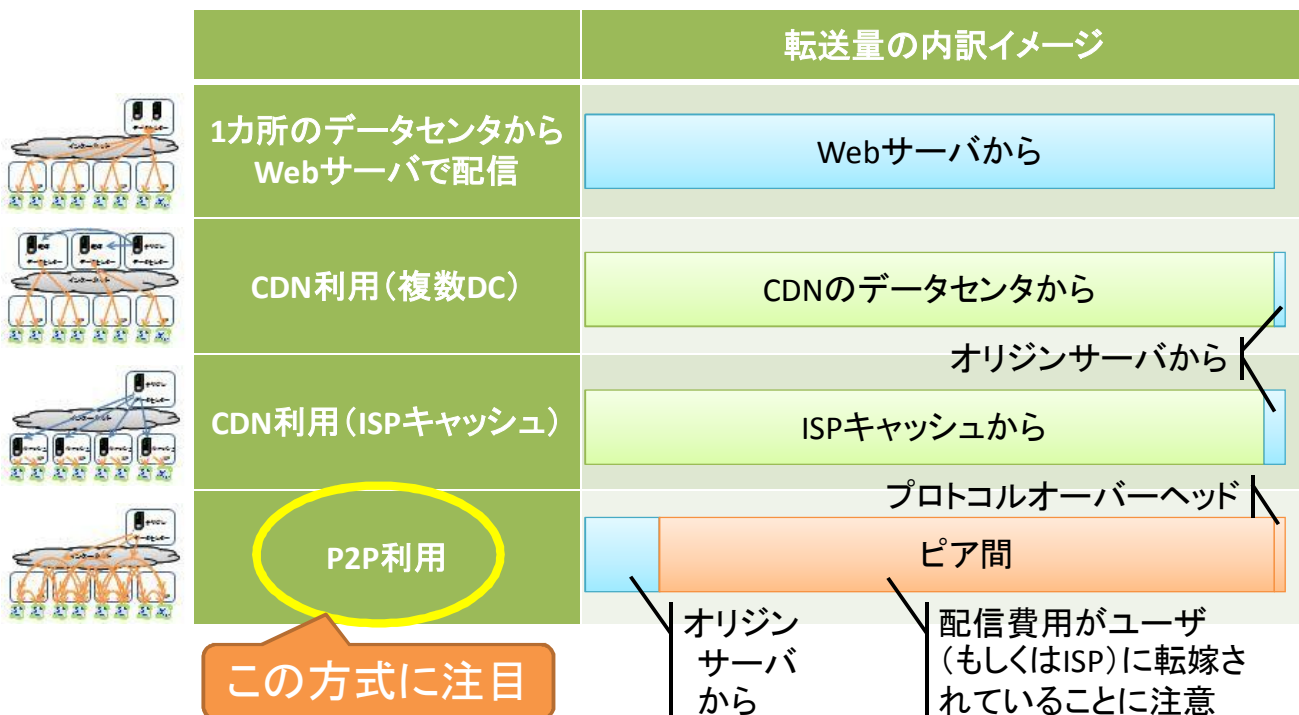 転送量の内訳イメージ
1カ所のデータセンタから
Webサーバで配信
Webサーバから
CDN利用（複数DC）
CDNのデータセンタから
オリジンサーバから
CDN利用（ISPキャッシュ）
ISPキャッシュから
プロトコルオーバーヘッド
P2P利用
ピア間
この方式に注目
オリジン
サーバ
から
配信費用がユーザ
（もしくはISP）に転嫁さ
れていることに注意